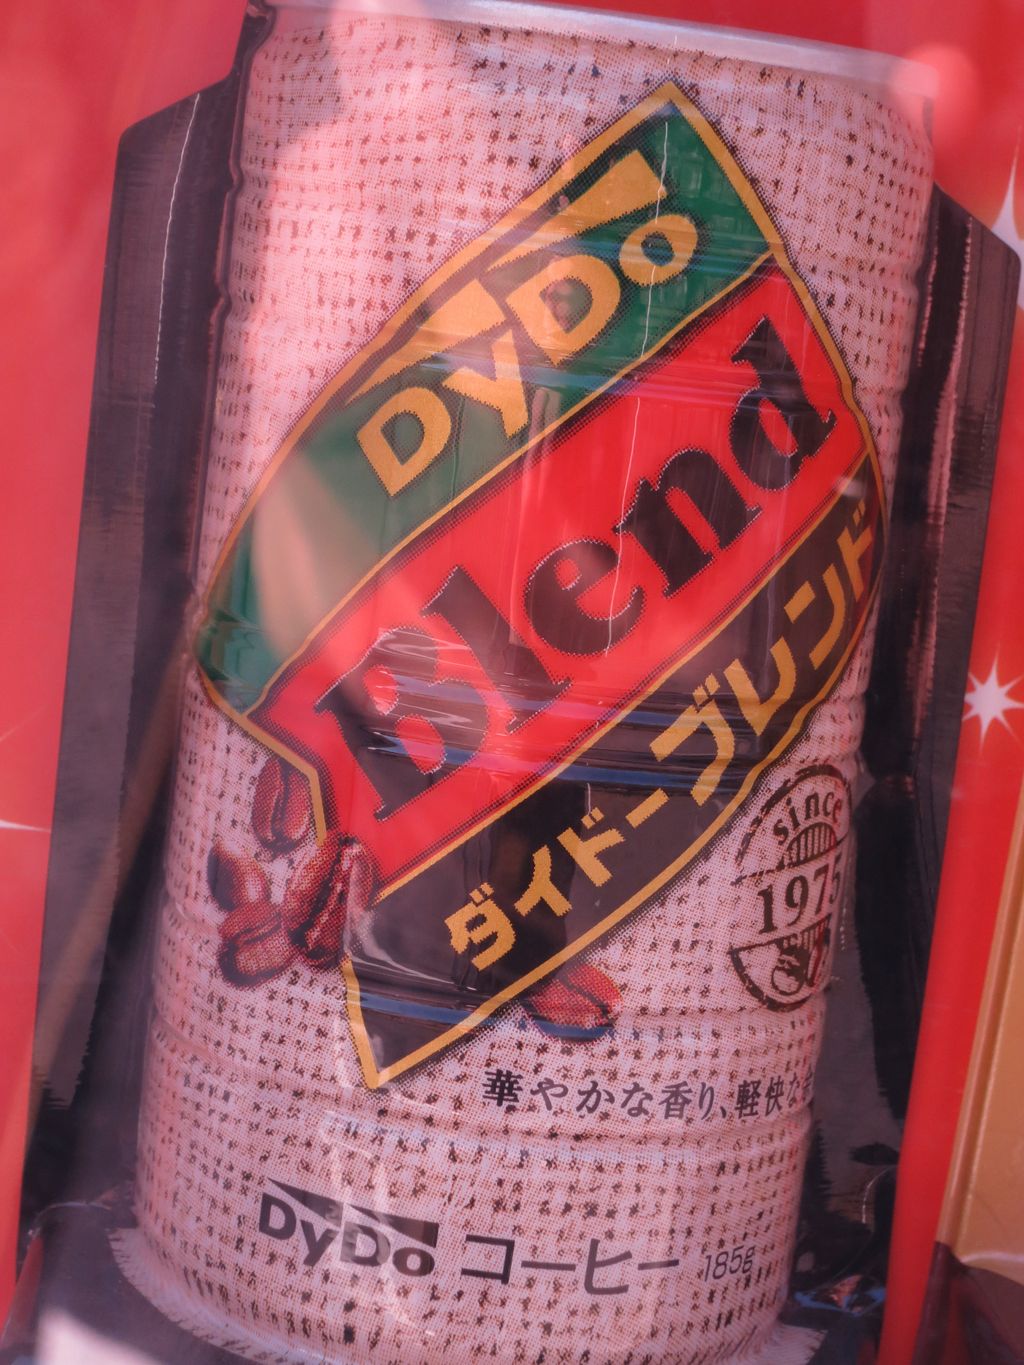 DyDo
Blend
ダイドーブレンド
since
1975
華やかな香り、軽快な
DyDo コーヒー 185g